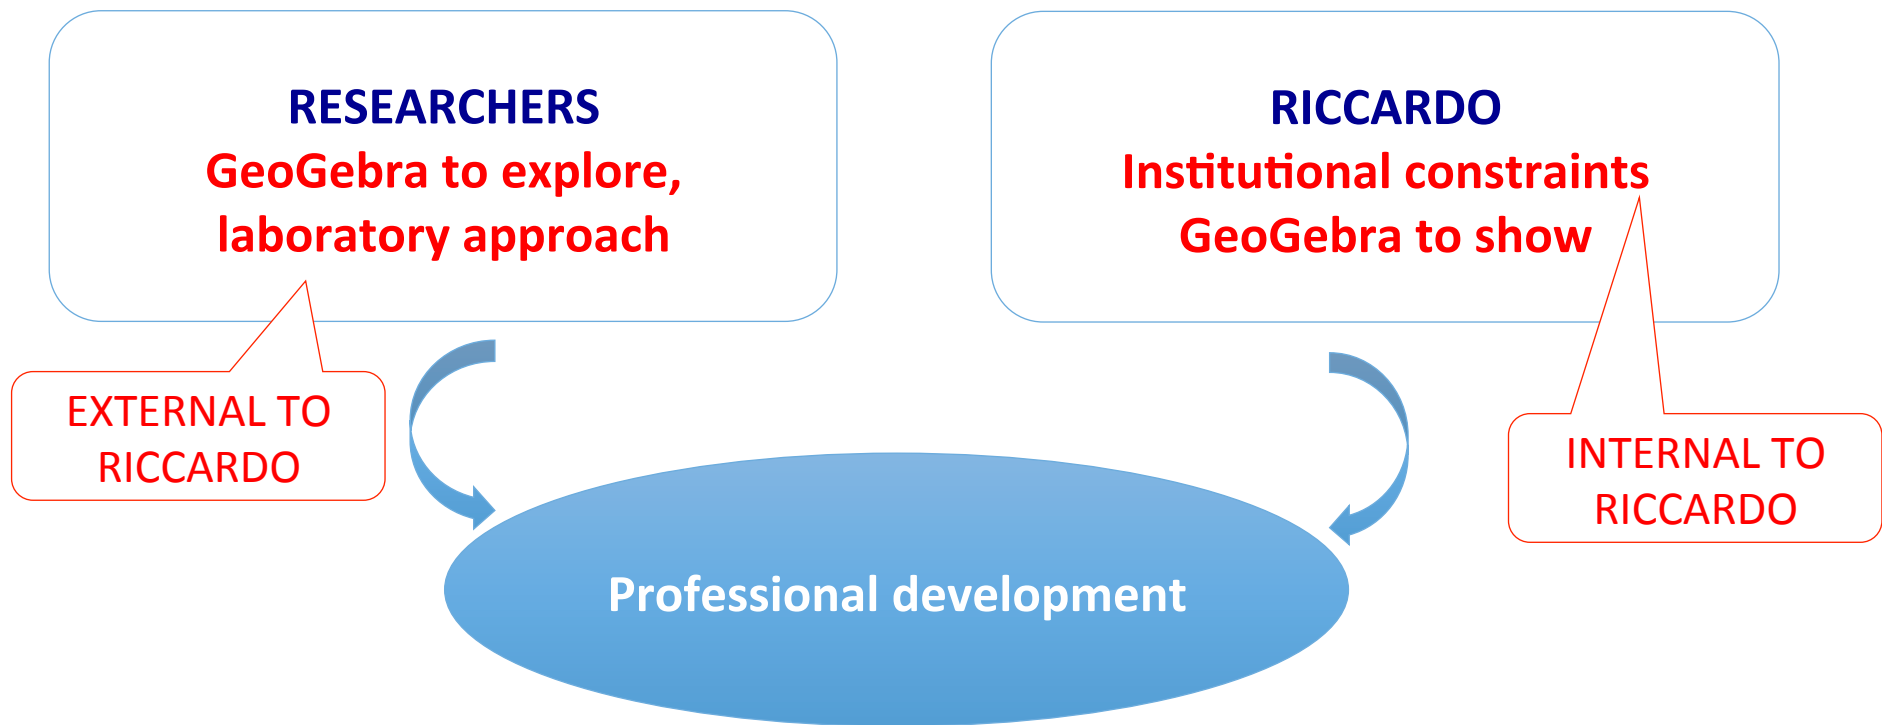 RESEARCHERS
GeoGebra to explore,
laboratory approach
RICCARDO
Institutional constraints
GeoGebra to show
EXTERNAL TO
RICCARDO
INTERNAL TO
RICCARDO
Professional development